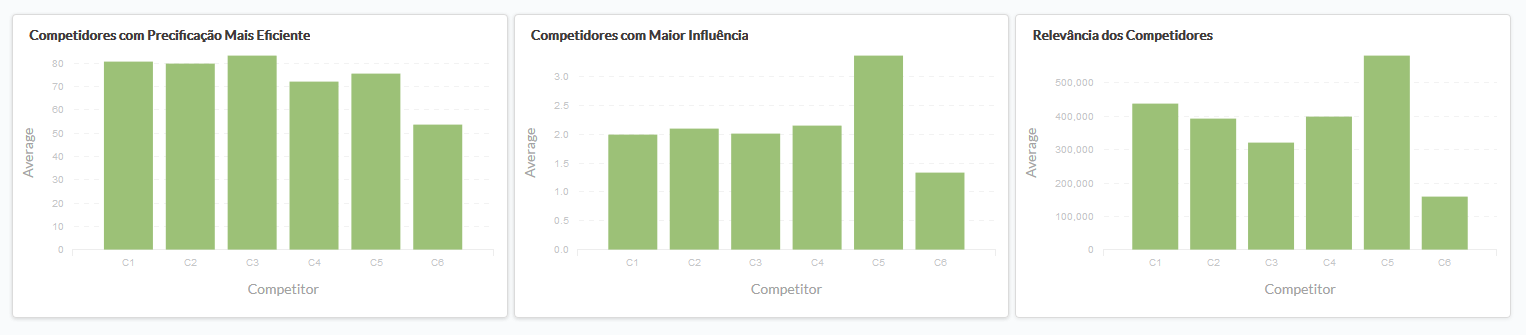 Competidores com Precificação Mais Eficiente
80
70
60
50
40
30
20
10
0
Average
C1 C2 C3 C4 C5 C6
Competitor
Competidores com Maior Influência
3.0
2.5
2.0
1.5
1.0
0.5
0.0
Average
C1 C2 C3 C4 C5 C6
Competitor
Relevância dos Competidores
500,000
400,000
300,000
200,000
100,000
0
Average
C1 C2 C3 C4 C5 C6
Competitor